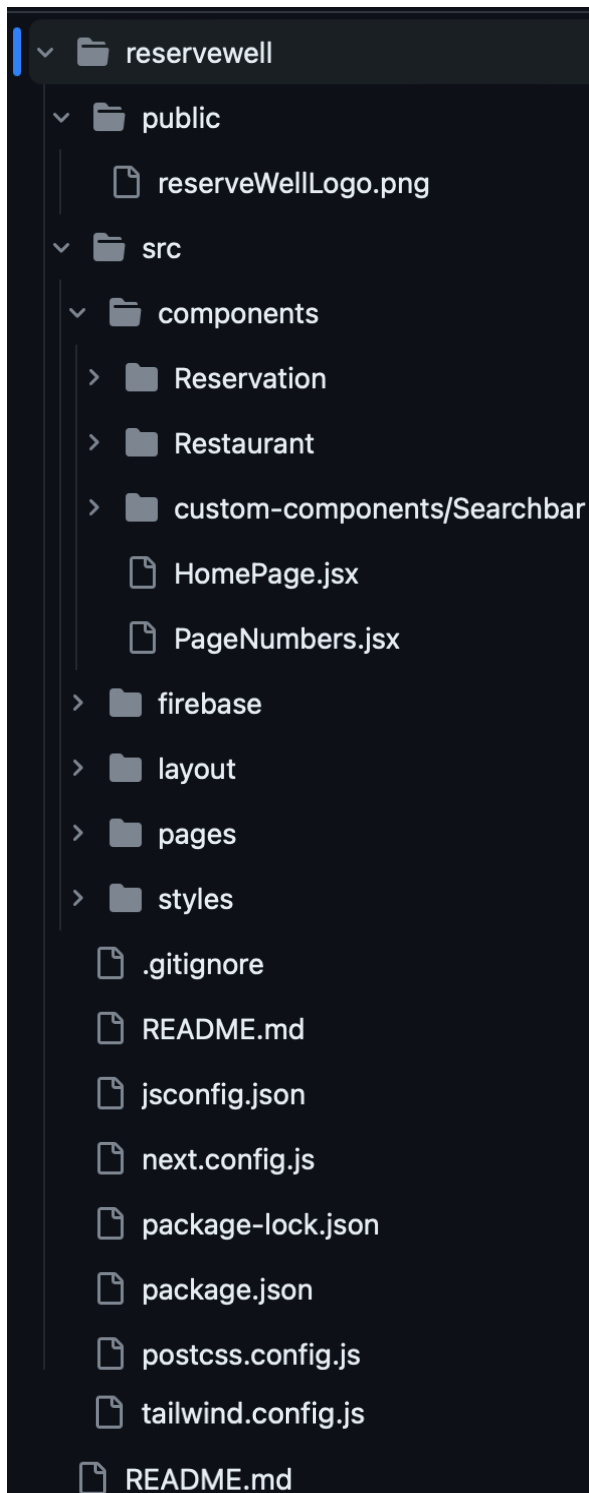 reservewell
public
reserveWellLogo.png
src
components
Reservation
Restaurant
custom-components/Searchbar
HomePage.jsx
PageNumbers.jsx
firebase
layout
pages
styles
.gitignore
README.md
jsconfig.json
next.config.js
package-lock.json
package.json
postcss.config.js
tailwind.config.js
README.md